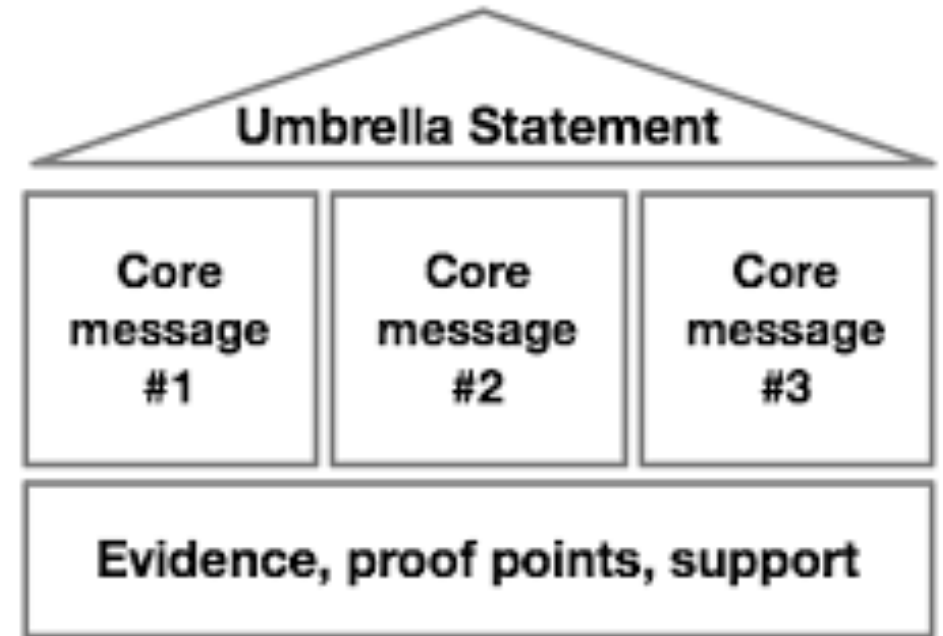 Umbrella Statement
Core
message
#1
Core
message
#2
Core
message
#3
Evidence, proof points, support